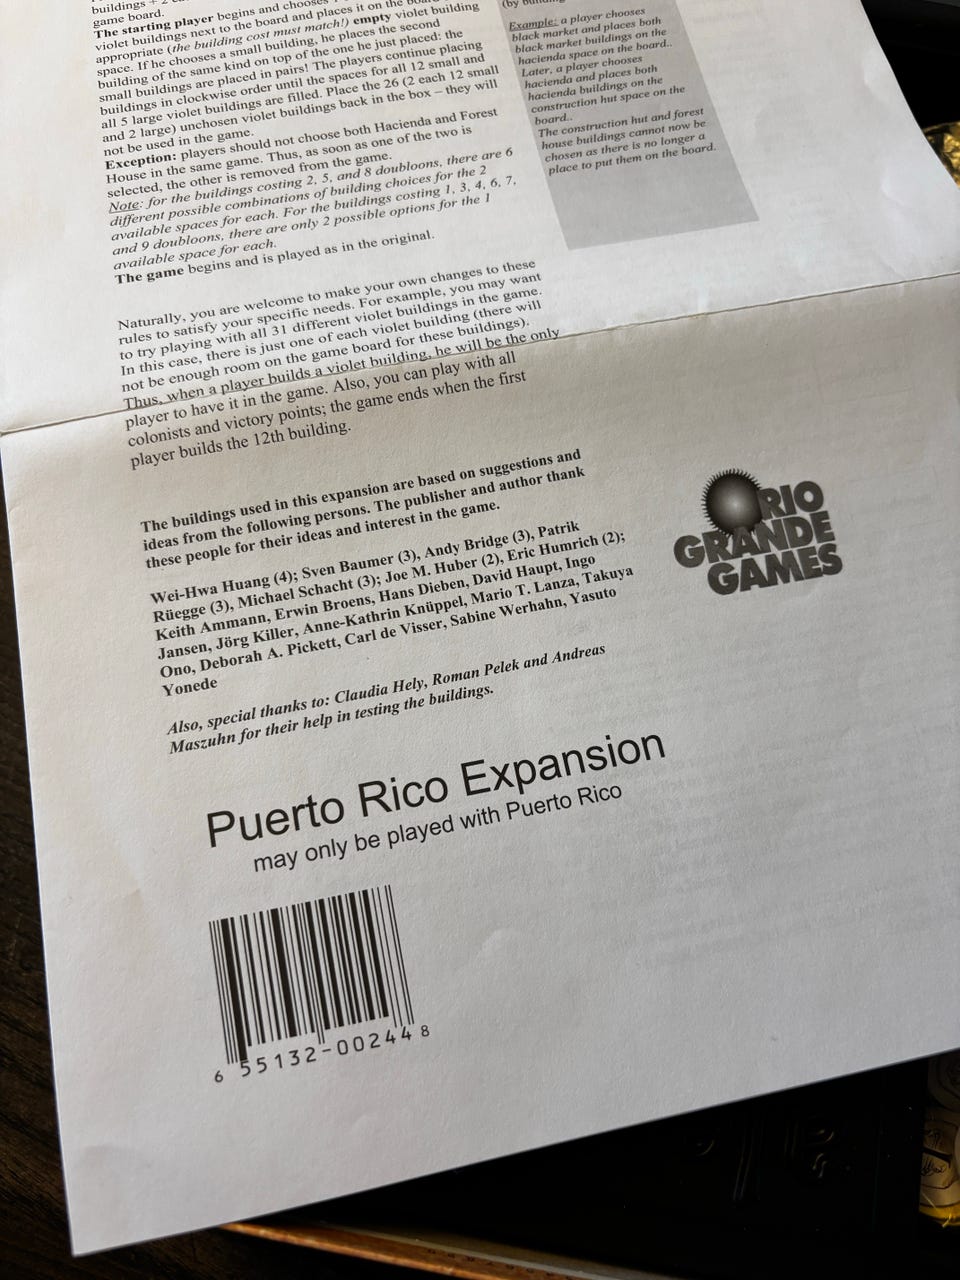 buildings + 2
game board.
The starting player begins and chooses
violet buildings next to the board and places it on the board
appropriate (the building cost must match!) empty violet building
space. If he chooses a small building, he places the second
building of the same kind on top of the one he just placed: the
small buildings are placed in pairs! The players continue placing
buildings in clockwise order until the spaces for all 12 small and
all 5 large violet buildings are filled. Place the 26 (2 each 12 small
and 2 large) unchosen violet buildings back in the box – they will
not be used in the game.
Exception: players should not choose both Hacienda and Forest
House in the same game. Thus, as soon as one of the two is
selected, the other is removed from the game.
Note: for the buildings costing 2, 5, and 8 doubloons, there are 6
different possible combinations of building choices for the 2
available spaces for each. For the buildings costing 1, 3, 4, 6, 7,
and 9 doubloons, there are only 2 possible options for the 1
available space for each.
The game begins and is played as in the original.
(by
Example: a player chooses
black market and places both
black market buildings on the
hacienda space on the board..
Later, a player chooses
hacienda and places both
hacienda buildings on the
construction hut space on the
board..
The construction hut and forest
house buildings cannot now be
chosen as there is no longer a
place to put them on the board.
Naturally, you are welcome to make your own changes to these
rules to satisfy your specific needs. For example, you may want
to try playing with all 31 different violet buildings in the game.
In this case, there is just one of each violet building (there will
not be enough room on the game board for these buildings).
Thus, when a player builds a violet building, he will be the only
player to have it in the game. Also, you can play with all
colonists and victory points; the game ends when the first
player builds the 12th building.
The buildings used in this expansion are based on suggestions and
ideas from the following persons. The publisher and author thank
these people for their ideas and interest in the game.
Wei-Hwa Huang (4); Sven Baumer (3), Andy Bridge (3), Patrik
Rüegge (3), Michael Schacht (3); Joe M. Huber (2), Eric Humrich (2);
Keith Ammann, Erwin Broens, Hans Dieben, David Haupt, Ingo
Jansen, Jörg Killer, Anne-Kathrin Knüppel, Mario T. Lanza, Takuya
Ono, Deborah A. Pickett, Carl de Visser, Sabine Werhahn, Yasuto
Yonede
Also, special thanks to: Claudia Hely, Roman Pelek and Andreas
Maszuhn for their help in testing the buildings.
RIO
GRANDE
GAMES
Puerto Rico Expansion
may only be played with Puerto Rico
6 55132-00244 8